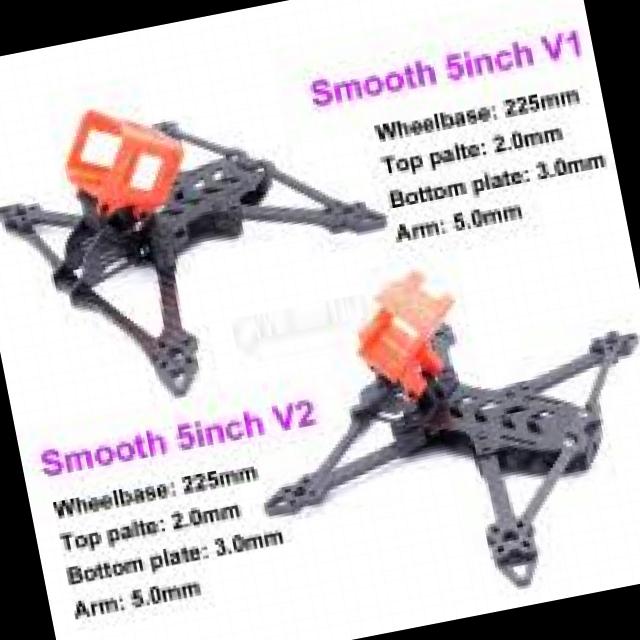 Smooth 5inch V1
Wheelbase: 225mm
Top palte: 2.0mm
Bottom plate: 3.0mm
Arm: 5.0mm
Smooth 5inch V2
Wheelbase: 225mm
Top palte: 2.0mm
Bottom plate: 3.0mm
Arm: 5.0mm